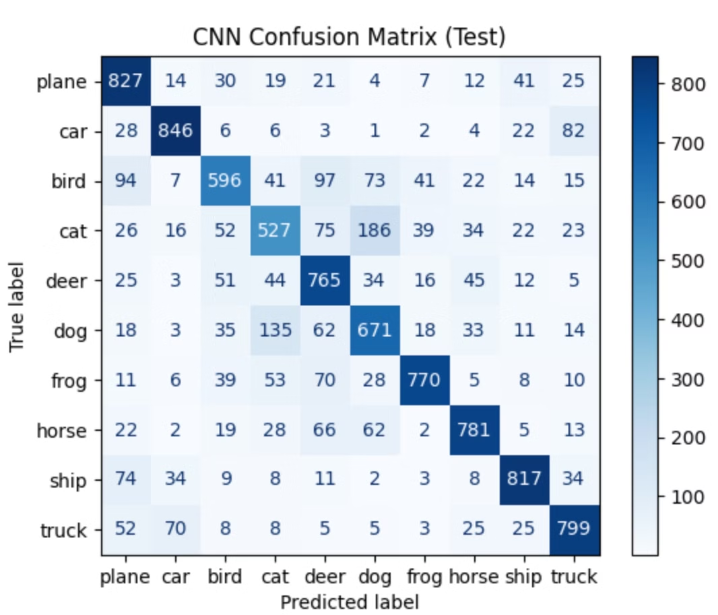 CNN Confusion Matrix (Test)
plane 827 14 30 19 21 4 7 12 41 25
car 28 846 6 6 3 1 2 4 22 82
bird 94 7 596 41 97 73 41 22 14 15
cat 26 16 52 527 75 186 39 34 22 23
deer 25 3 51 44 765 34 16 45 12 5
dog 18 3 35 135 62 671 18 33 11 14
frog 11 6 39 53 70 28 770 5 8 10
horse 22 2 19 28 66 62 2 781 5 13
ship 74 34 9 8 11 2 3 8 817 34
truck 52 70 8 8 5 5 3 25 25 799
plane car bird cat deer dog frog horse ship truck
Predicted label
True label
800
700
600
500
400
300
200
100